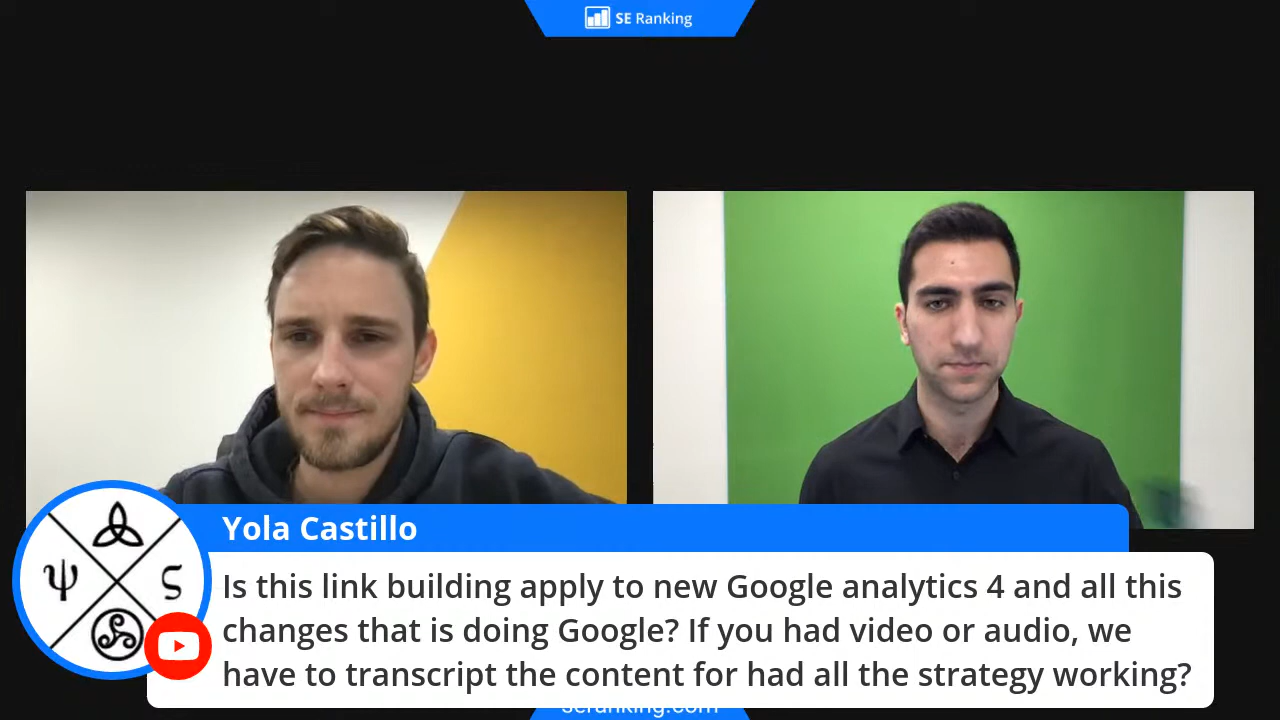 SE Ranking
Yola Castillo
Is this link building apply to new Google analytics 4 and all this
changes that is doing Google? If you had video or audio, we
have to transcript the content for had all the strategy working?
seranking.com